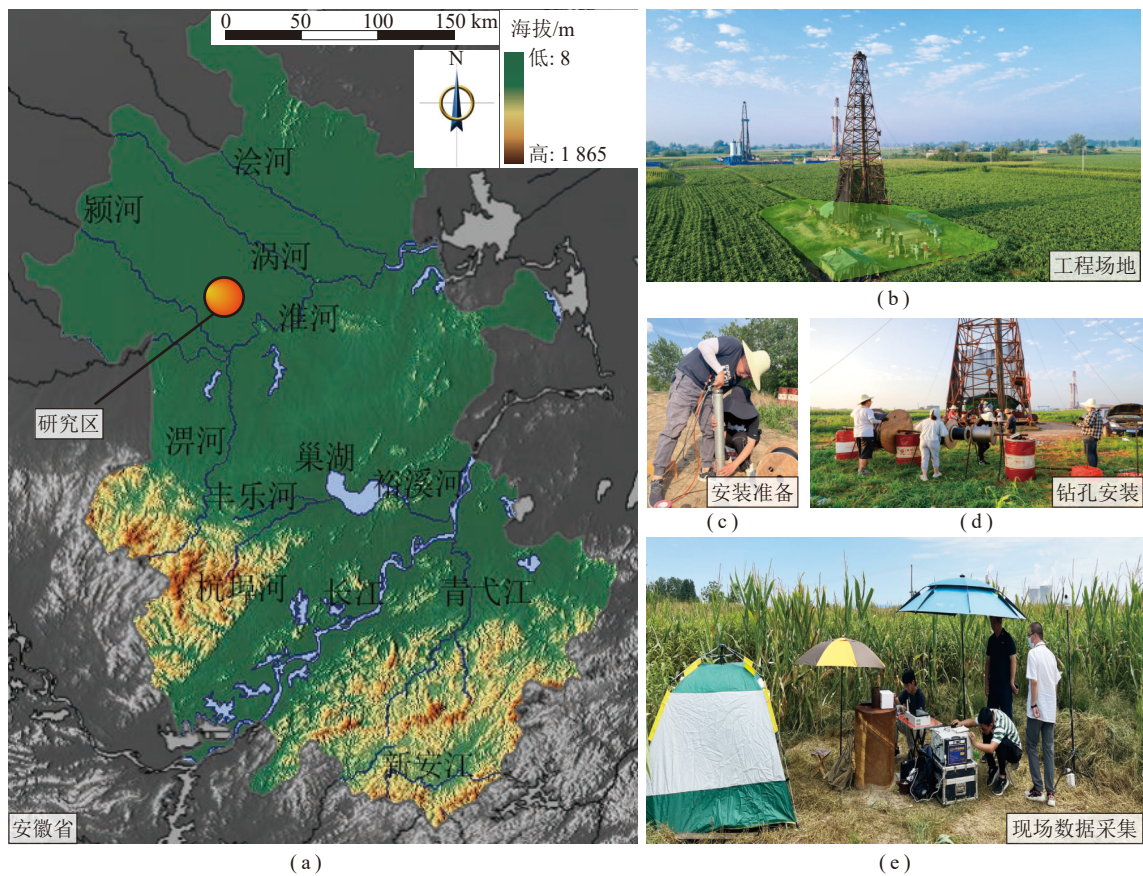 0 50 100 150 km
海拔/m
低: 8
N
高: 1 865
浍河
颍河
涡河
淮河
研究区
淠河
巢湖
裕溪河
丰乐河
杭埠河
长江
青弋江
新安江
安徽省
(a)
工程场地
(b)
安装准备
(c)
钻孔安装
(d)
现场数据采集
(e)